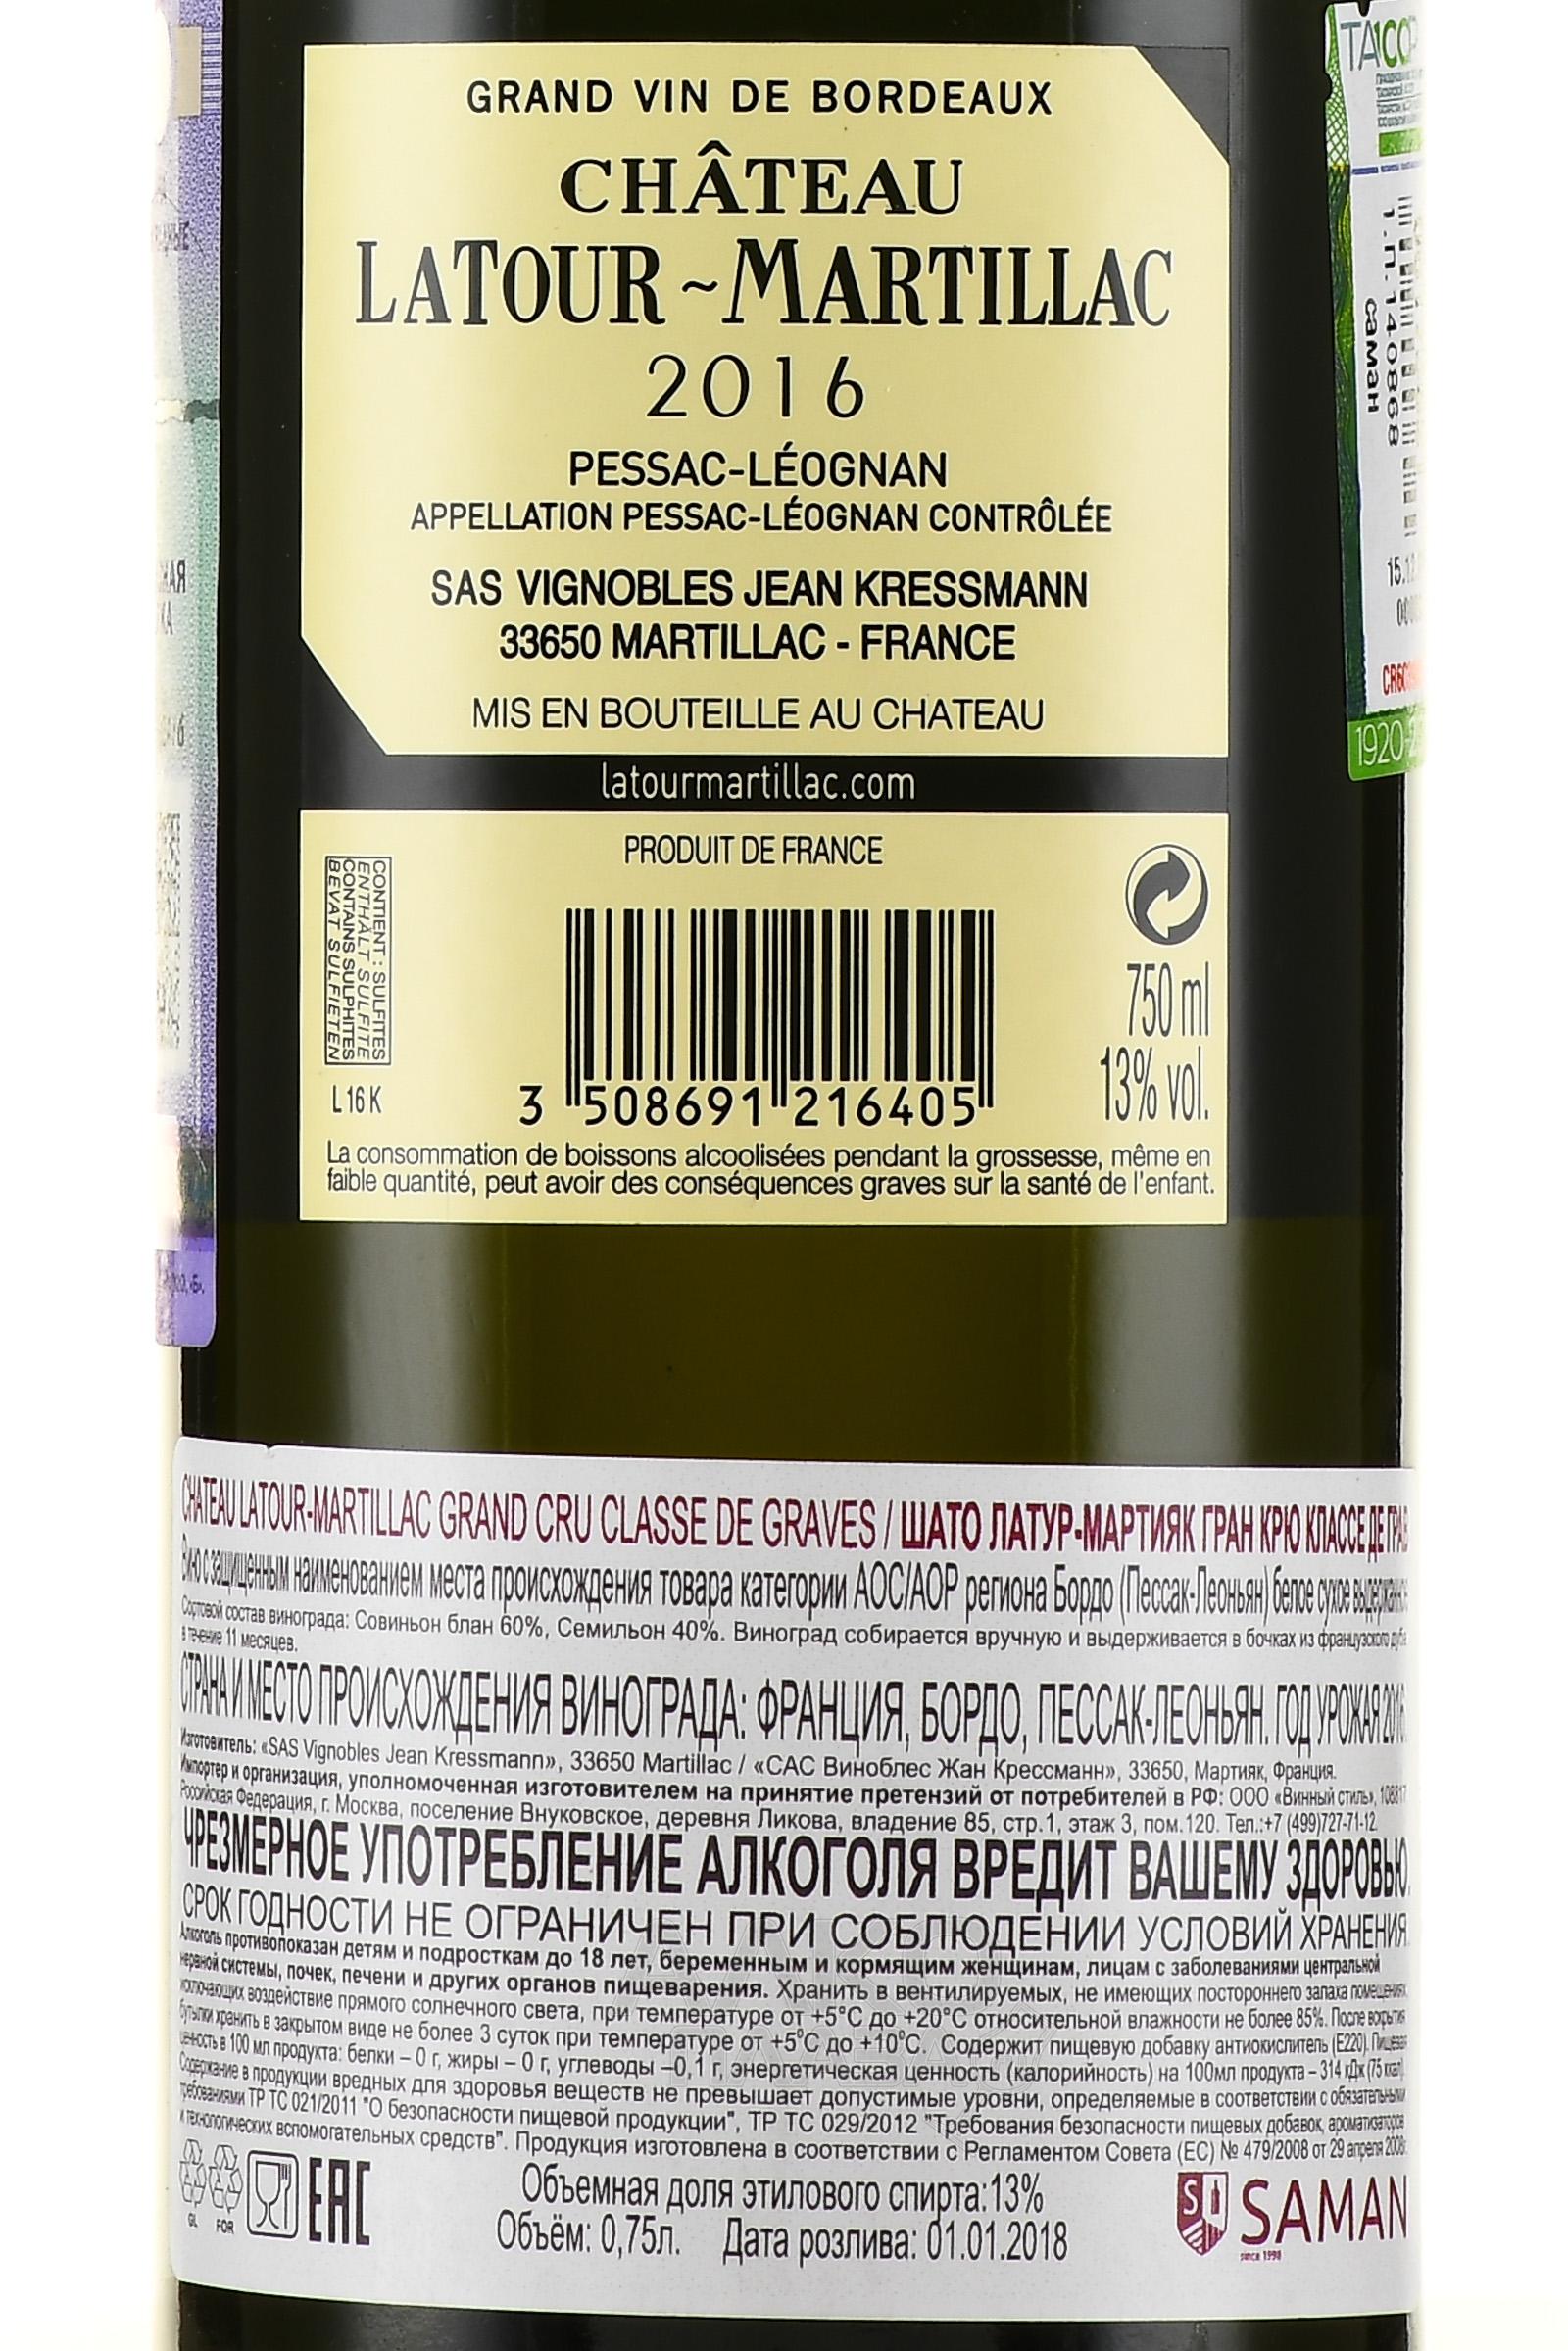 GRAND VIN DE BORDEAUX
CHÂTEAU
LATOUR~MARTILLAC
2016
PESSAC-LÉOGNAN
APPELLATION PESSAC-LÉOGNAN CONTRÔLÉE
SAS VIGNOBLES JEAN KRESSMANN
33650 MARTILLAC - FRANCE
MIS EN BOUTEILLE AU CHATEAU
latourmartillac.com
PRODUIT DE FRANCE
CONTIENT : SULFITES
ENTHÄLT SULFITE
CONTAINS SULPHITES
BEVAT SULFIETEN
L 16 K
3 508691 216405
750 ml
13% vol.
La consommation de boissons alcoolisées pendant la grossesse, même en
faible quantité, peut avoir des conséquences graves sur la santé de l'enfant.
1.п.140868
саман
1920
CHATEAU LATOUR-MARTILLAC GRAND CRU CLASSE DE GRAVES / ШАТО ЛАТУР-МАРТИЯК ГРАН КРЮ КЛАССЕ ДЕ ГРАВ
Вино с защищенным наименованием места происхождения товара категории AOC/AOP региона Бордо (Пессак-Леоньян) белое сухое выдержанное
Сортовой состав винограда: Совиньон блан 60%, Семильон 40%. Виноград собирается вручную и выдерживается в бочках из французского дуба
в течение 11 месяцев.
СТРАНА И МЕСТО ПРОИСХОЖДЕНИЯ ВИНОГРАДА: ФРАНЦИЯ, БОРДО, ПЕССАК-ЛЕОНЬЯН. ГОД УРОЖАЯ 2016.
Изготовитель: «SAS Vignobles Jean Kressmann», 33650 Martillac / «САС Виноблес Жан Крессманн», 33650, Мартияк, Франция.
Импортер и организация, уполномоченная изготовителем на принятие претензий от потребителей в РФ: ООО «Винный стиль», 108817
Российская Федерация, г. Москва, поселение Внуковское, деревня Ликова, владение 85, стр.1, этаж 3, пом.120. Тел.:+7 (499)727-71-12.
ЧРЕЗМЕРНОЕ УПОТРЕБЛЕНИЕ АЛКОГОЛЯ ВРЕДИТ ВАШЕМУ ЗДОРОВЬЮ.
СРОК ГОДНОСТИ НЕ ОГРАНИЧЕН ПРИ СОБЛЮДЕНИИ УСЛОВИЙ ХРАНЕНИЯ.
Алкоголь противопоказан детям и подросткам до 18 лет, беременным и кормящим женщинам, лицам с заболеваниями центральной
нервной системы, почек, печени и других органов пищеварения. Хранить в вентилируемых, не имеющих постороннего запаха помещениях,
исключающих воздействие прямого солнечного света, при температуре от +5°С до +20°С относительной влажности не более 85%. После вскрытия
бутылки хранить в закрытом виде не более 3 суток при температуре от +5°С до +10°С. Содержит пищевую добавку антиокислитель (Е220). Пищевая
ценность в 100 мл продукта: белки – 0 г, жиры – 0 г, углеводы –0,1 г, энергетическая ценность (калорийность) на 100мл продукта – 314 кДж (75 ккал).
Содержание в продукции вредных для здоровья веществ не превышает допустимые уровни, определяемые в соответствии с обязательными
требованиями ТР ТС 021/2011 "О безопасности пищевой продукции", ТР ТС 029/2012 "Требования безопасности пищевых добавок, ароматизаторов
и технологических вспомогательных средств". Продукция изготовлена в соответствии с Регламентом Совета (ЕС) № 479/2008 от 29 апреля 2008г.
GL FOR
EAC
Объемная доля этилового спирта:13%
Объём: 0,75л. Дата розлива: 01.01.2018
SAMAN
since 1998